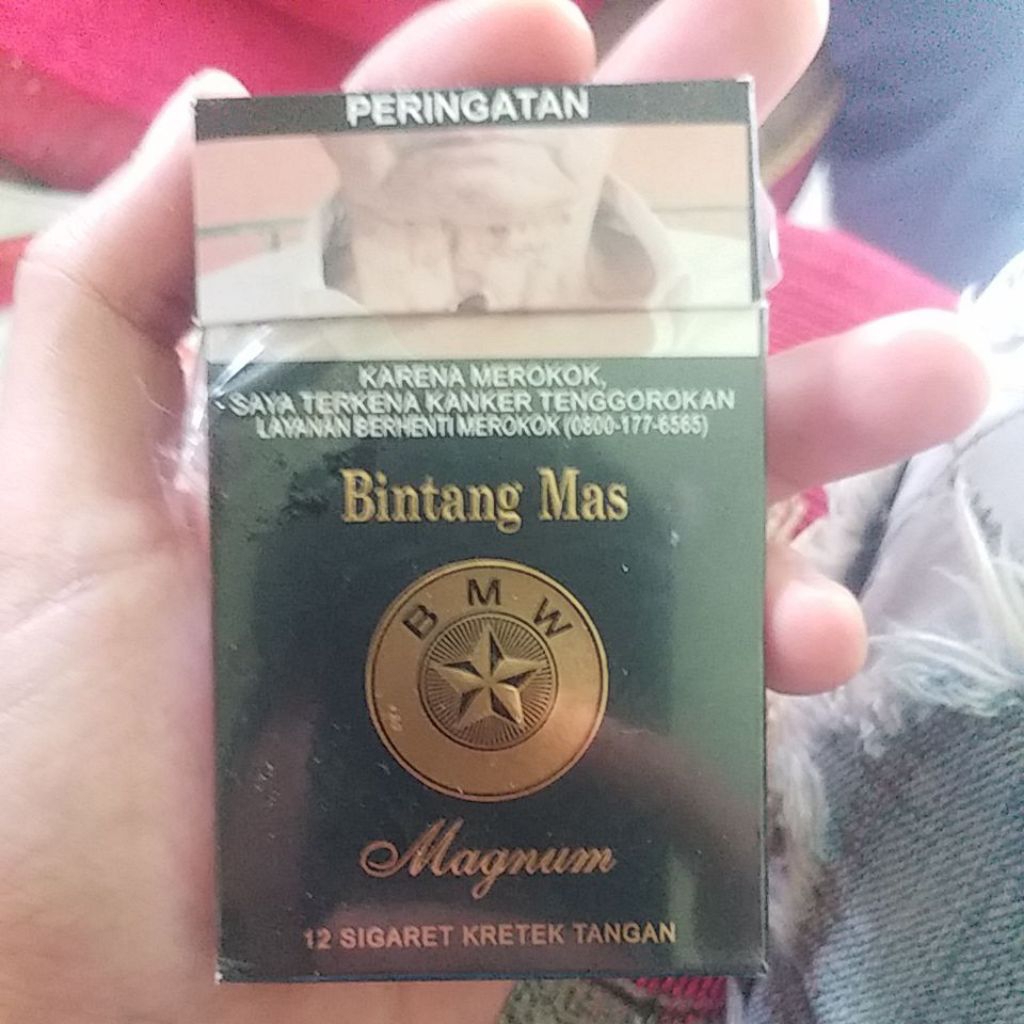 PERINGATAN
KARENA MEROKOK,
SAYA TERKENA KANKER TENGGOROKAN
LAYANAN BERHENTI MEROKOK (0800-177-6565)
Bintang Mas
BMW
Magnum
12 SIGARET KRETEK TANGAN